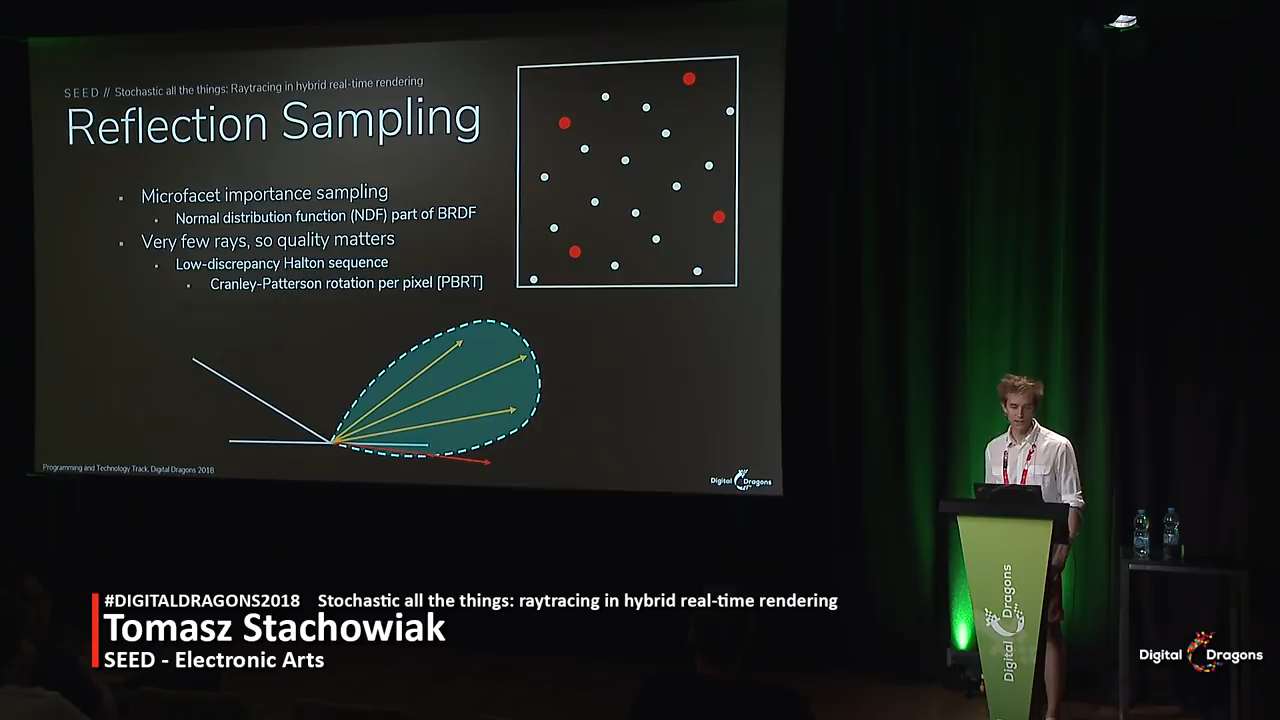 SEED // Stochastic all the things: Raytracing in hybrid real-time rendering
Reflection Sampling
Microfacet importance sampling
Normal distribution function (NDF) part of BRDF
Very few rays, so quality matters
Low-discrepancy Halton sequence
Cranley-Patterson rotation per pixel [PBRT]
Programming and Technology Track, Digital Dragons 2018
Digital Dragons
#DIGITALDRAGONS2018 Stochastic all the things: raytracing in hybrid real-time rendering
Tomasz Stachowiak
SEED - Electronic Arts
Digital Dragons
Digital Dragons